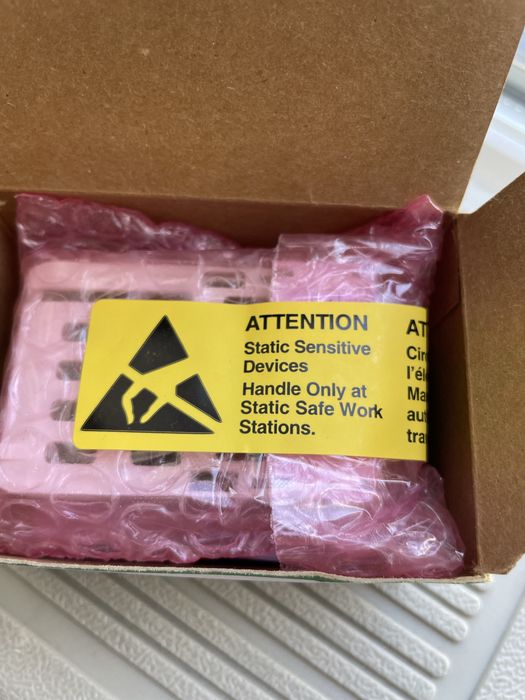 ATTENTION
Static Sensitive
Devices
Handle Only at
Static Safe Work
Stations.